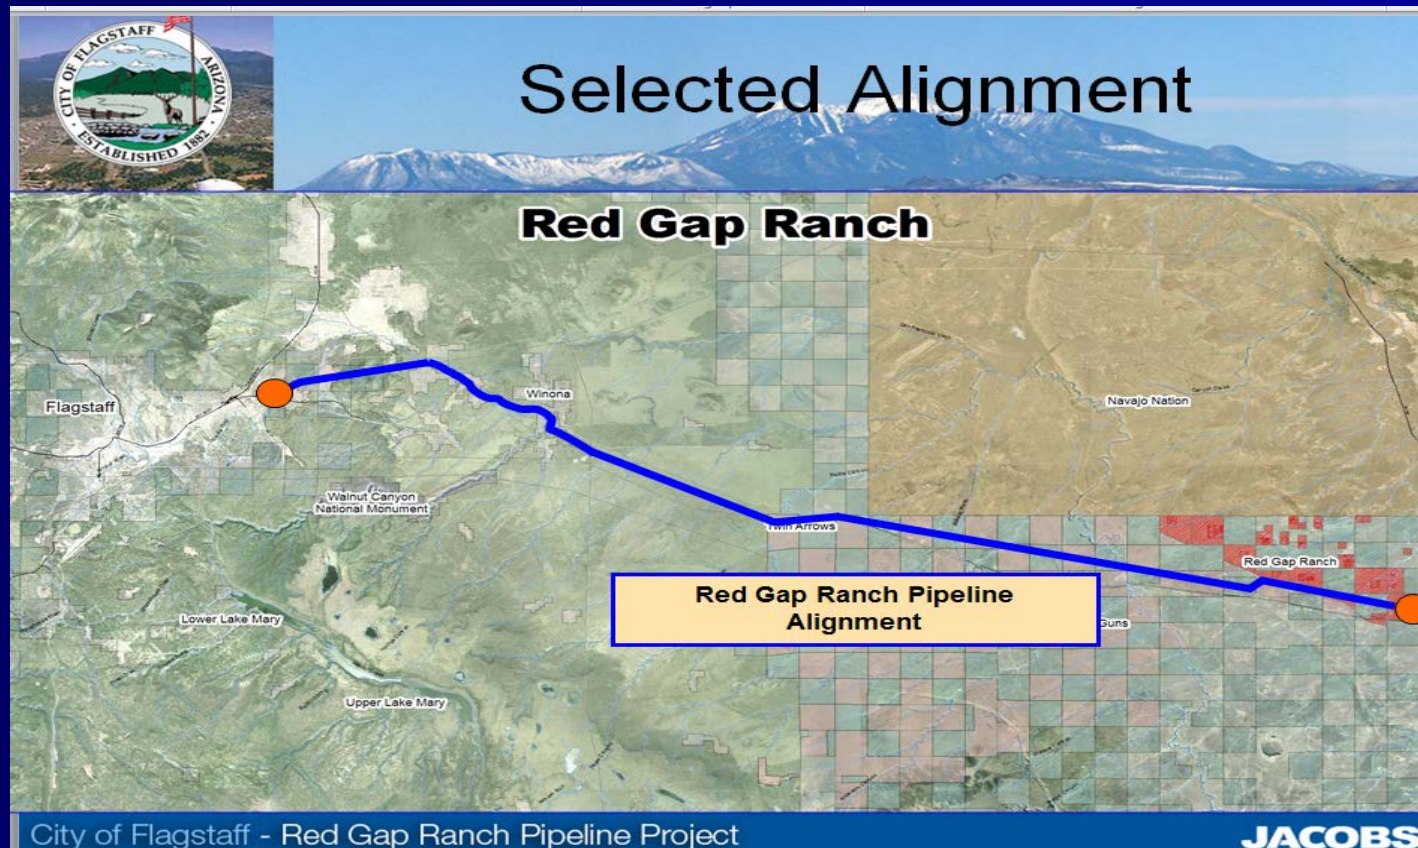 CITY OF FLAGSTAFF ARIZONA
ESTABLISHED 1882
Selected Alignment
Red Gap Ranch
Flagstaff
Winona
Navajo Nation
Walnut Canyon
National Monument
Twin Arrows
Red Gap Ranch
Red Gap Ranch Pipeline
Alignment
Guns
Lower Lake Mary
Upper Lake Mary
City of Flagstaff - Red Gap Ranch Pipeline Project
JACOBS